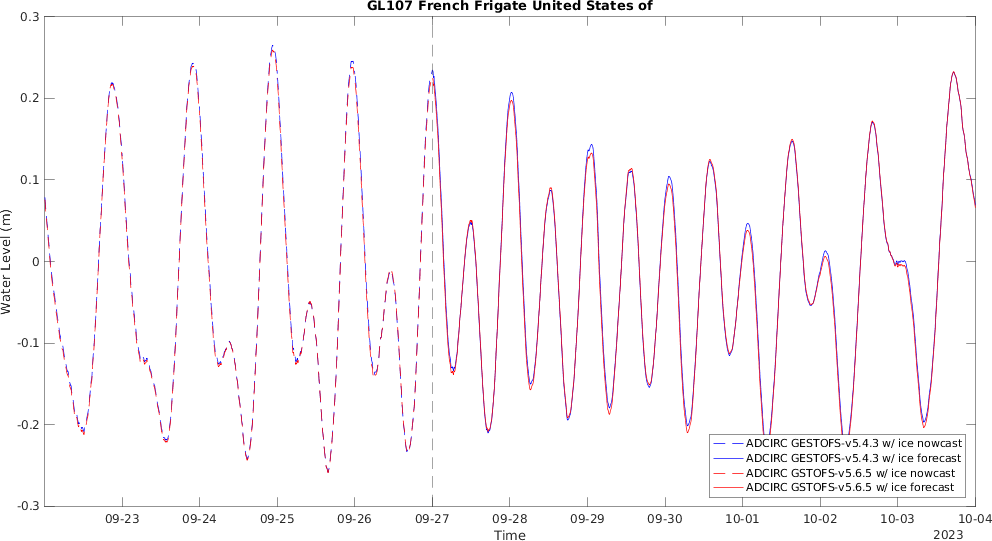 GL107 French Frigate United States of
0.3
0.2
0.1
0
-0.1
-0.2
-0.3
Water Level (m)
ADCIRC GESTOFS-v5.4.3 w/ ice nowcast
ADCIRC GESTOFS-v5.4.3 w/ ice forecast
ADCIRC GSTOFS-v5.6.5 w/ ice nowcast
ADCIRC GSTOFS-v5.6.5 w/ ice forecast
09-23 09-24 09-25 09-26 09-27 09-28 09-29 09-30 10-01 10-02 10-03 10-04
Time
2023